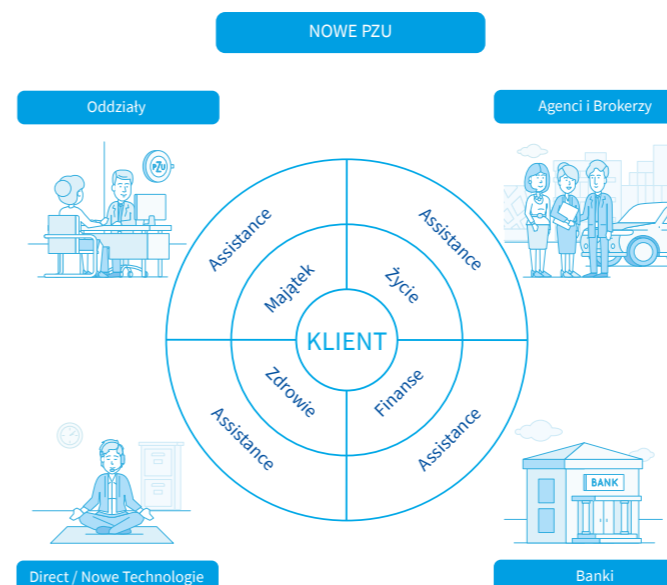 NOWE PZU
Oddziały
Agenci i Brokerzy
PZU
Assistance
Assistance
Majątek
Życie
KLIENT
Zdrowie
Finanse
Assistance
Assistance
BANK
Direct / Nowe Technologie
Banki